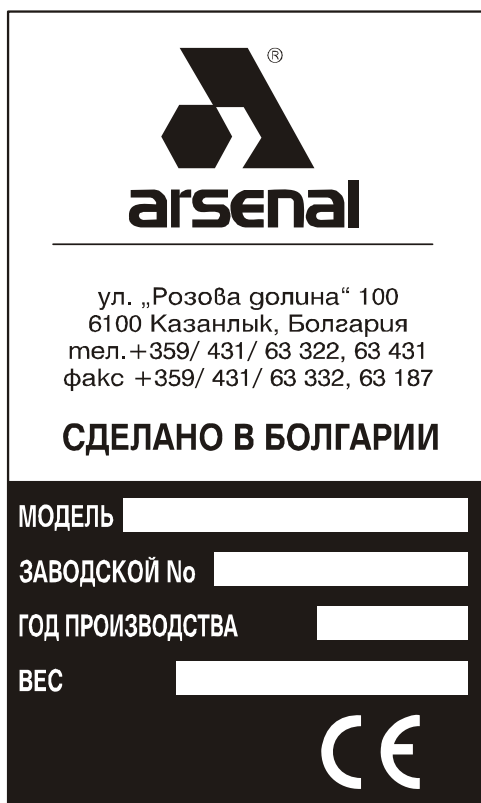 ®
arsenal
ул. „Розова долина“ 100
6100 Казанлык, Болгария
тел.+359/ 431/ 63 322, 63 431
факс +359/ 431/ 63 332, 63 187
СДЕЛАНО В БОЛГАРИИ
МОДЕЛЬ
ЗАВОДСКОЙ No
ГОД ПРОИЗВОДСТВА
ВЕС
CE